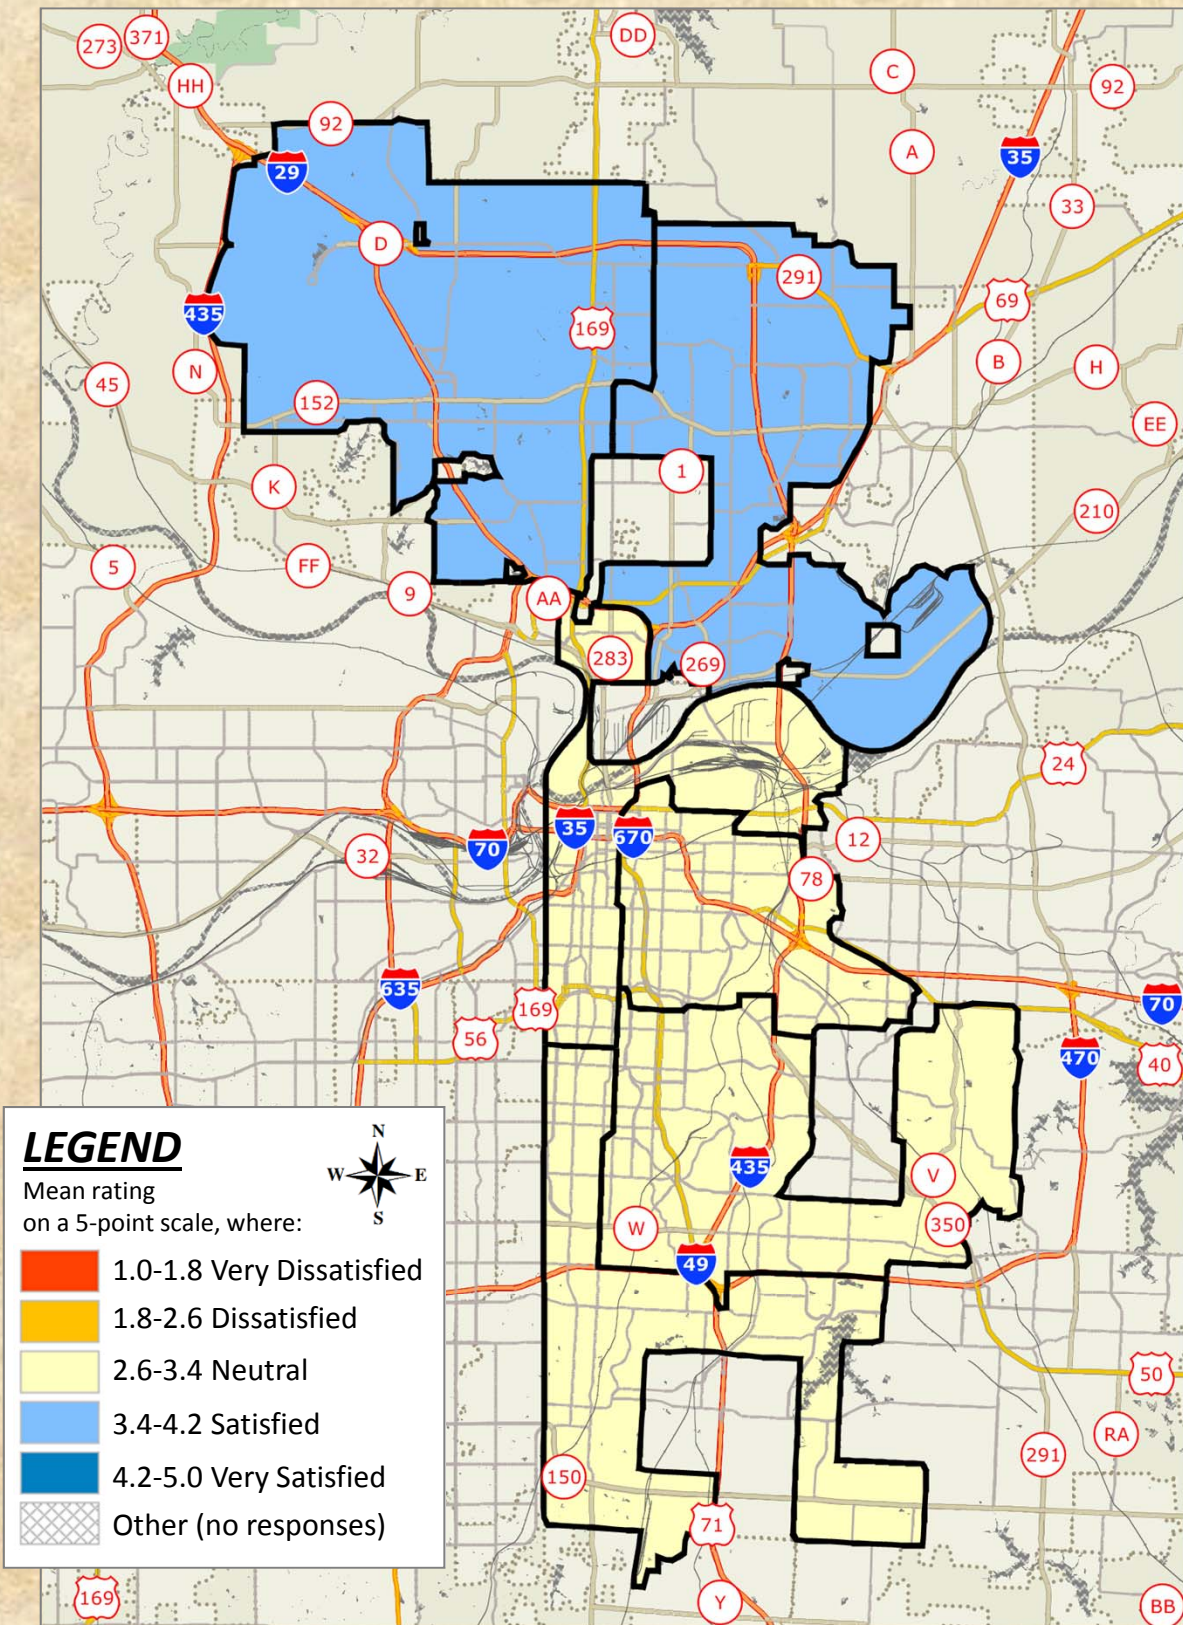 273
371
DD
C
HH
92
92
A
35
29
33
D
291
69
435
169
B
N
45
H
152
EE
1
K
210
5
FF
9
AA
283
269
24
35
670
70
12
32
78
635
169
70
56
470
40
LEGEND
N
W E
S
Mean rating
on a 5-point scale, where:
1.0-1.8 Very Dissatisfied
1.8-2.6 Dissatisfied
2.6-3.4 Neutral
3.4-4.2 Satisfied
4.2-5.0 Very Satisfied
Other (no responses)
435
V
W
350
49
50
RA
291
150
71
169
Y
BB